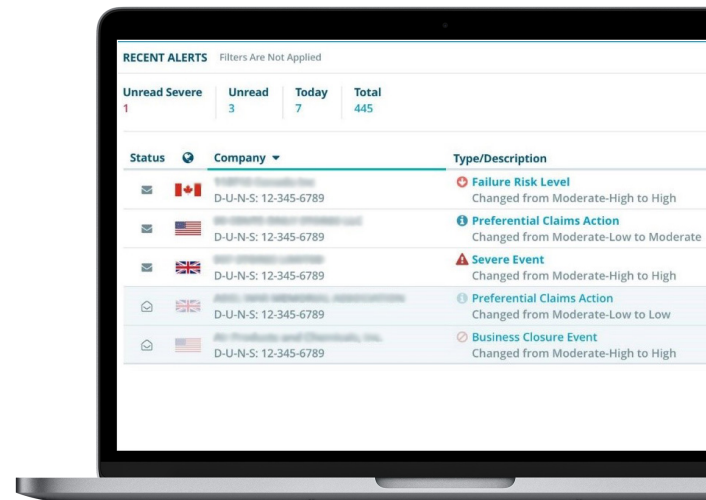 RECENT ALERTS Filters Are Not Applied
Unread Severe Unread Today Total
1 3 7 445
Status Company Type/Description
Failure Risk Level
D-U-N-S: 12-345-6789 Changed from Moderate-High to High
Preferential Claims Action
D-U-N-S: 12-345-6789 Changed from Moderate-Low to Moderate
Severe Event
D-U-N-S: 12-345-6789 Changed from Moderate-High to High
Preferential Claims Action
D-U-N-S: 12-345-6789 Changed from Moderate-Low to Low
Business Closure Event
D-U-N-S: 12-345-6789 Changed from Moderate-High to High